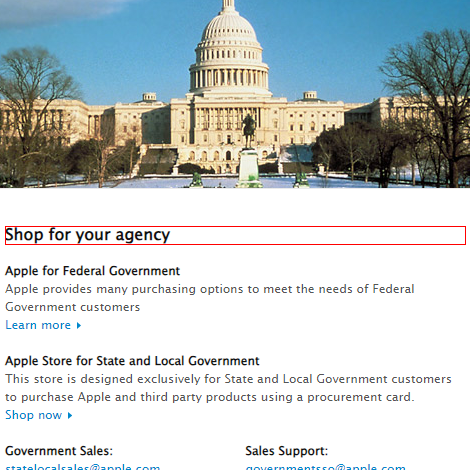 Shop for your agency
Apple for Federal Government
Apple provides many purchasing options to meet the needs of Federal
Government customers
Learn more
Apple Store for State and Local Government
This store is designed exclusively for State and Local Government customers
to purchase Apple and third party products using a procurement card.
Shop now
Government Sales: Sales Support:
statelocalsales@apple.com governmentsso@apple.com